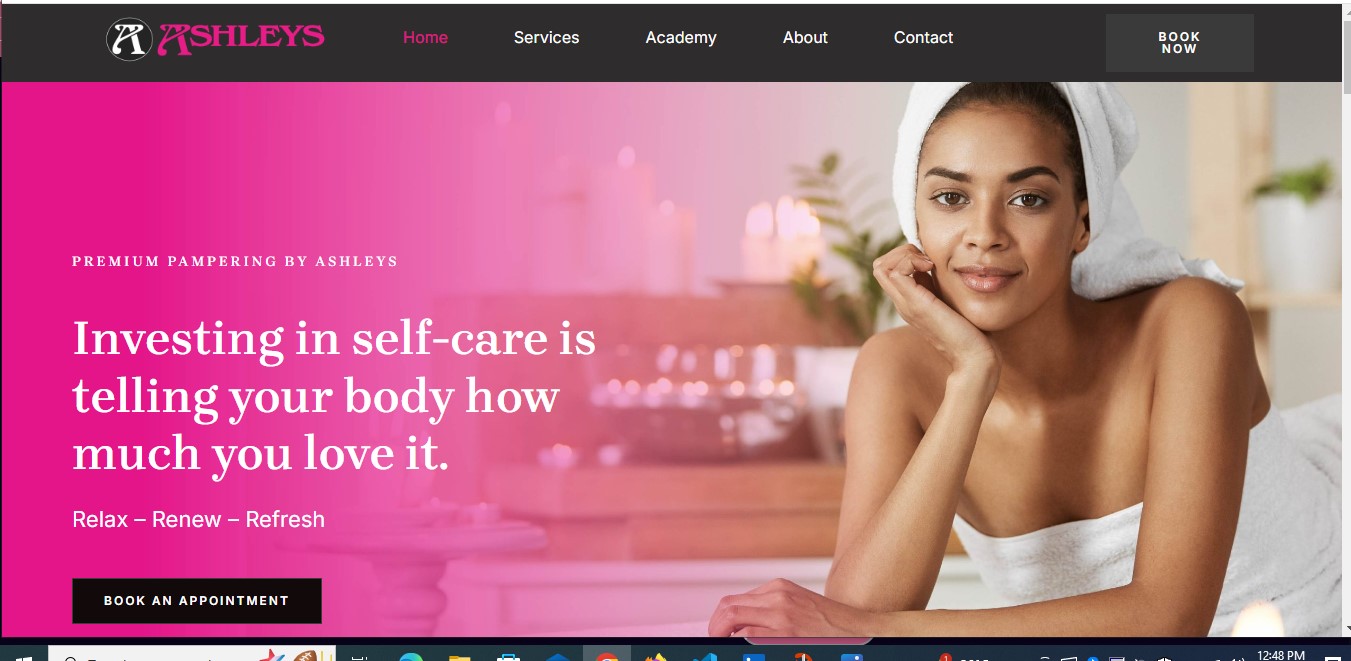 ASHLEYS
Home
Services
Academy
About
Contact
BOOK
NOW
PREMIUM PAMPERING BY ASHLEYS
Investing in self-care is
telling your body how
much you love it.
Relax – Renew – Refresh
BOOK AN APPOINTMENT
12:48 PM